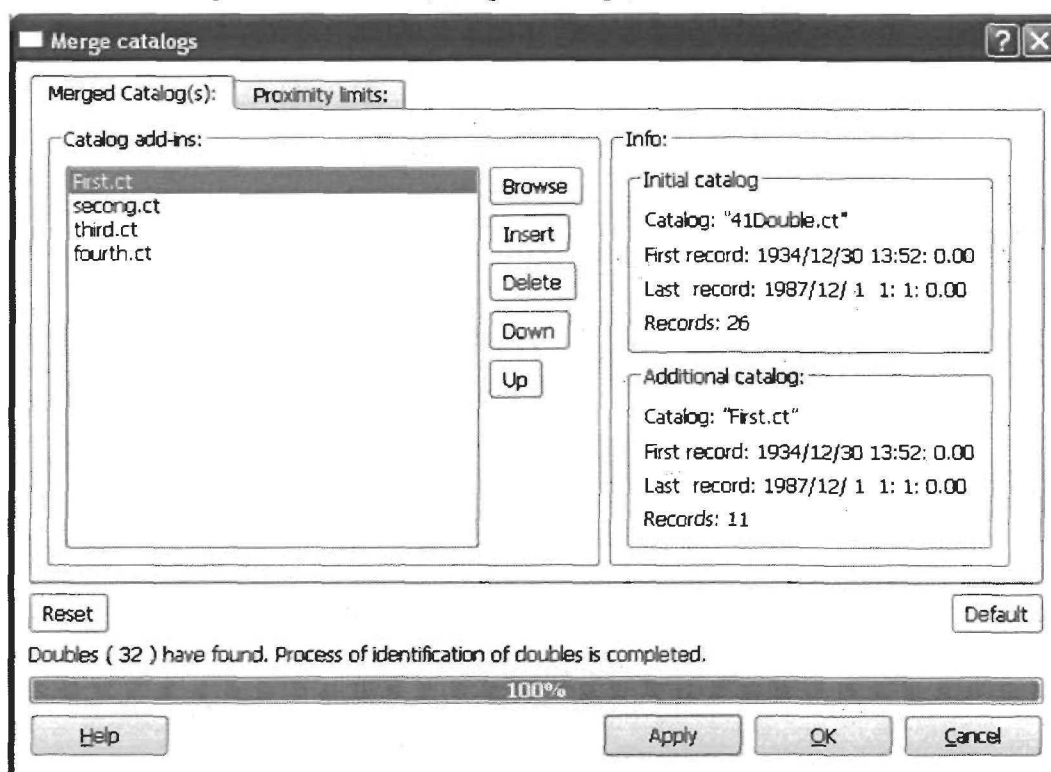 Merge catalogs
Merged Catalog(s): Proximity limits:
Catalog add-ins:
First.ct
secong.ct
third.ct
fourth.ct
Browse
Insert
Delete
Down
Up
Info:
Initial catalog
Catalog: "41Double.ct"
First record: 1934/12/30 13:52: 0.00
Last record: 1987/12/ 1 1: 1: 0.00
Records: 26
Additional catalog:
Catalog: "First.ct"
First record: 1934/12/30 13:52: 0.00
Last record: 1987/12/ 1 1: 1: 0.00
Records: 11
Reset Default
Doubles ( 32 ) have found. Process of identification of doubles is completed.
100%
Help Apply OK Cancel